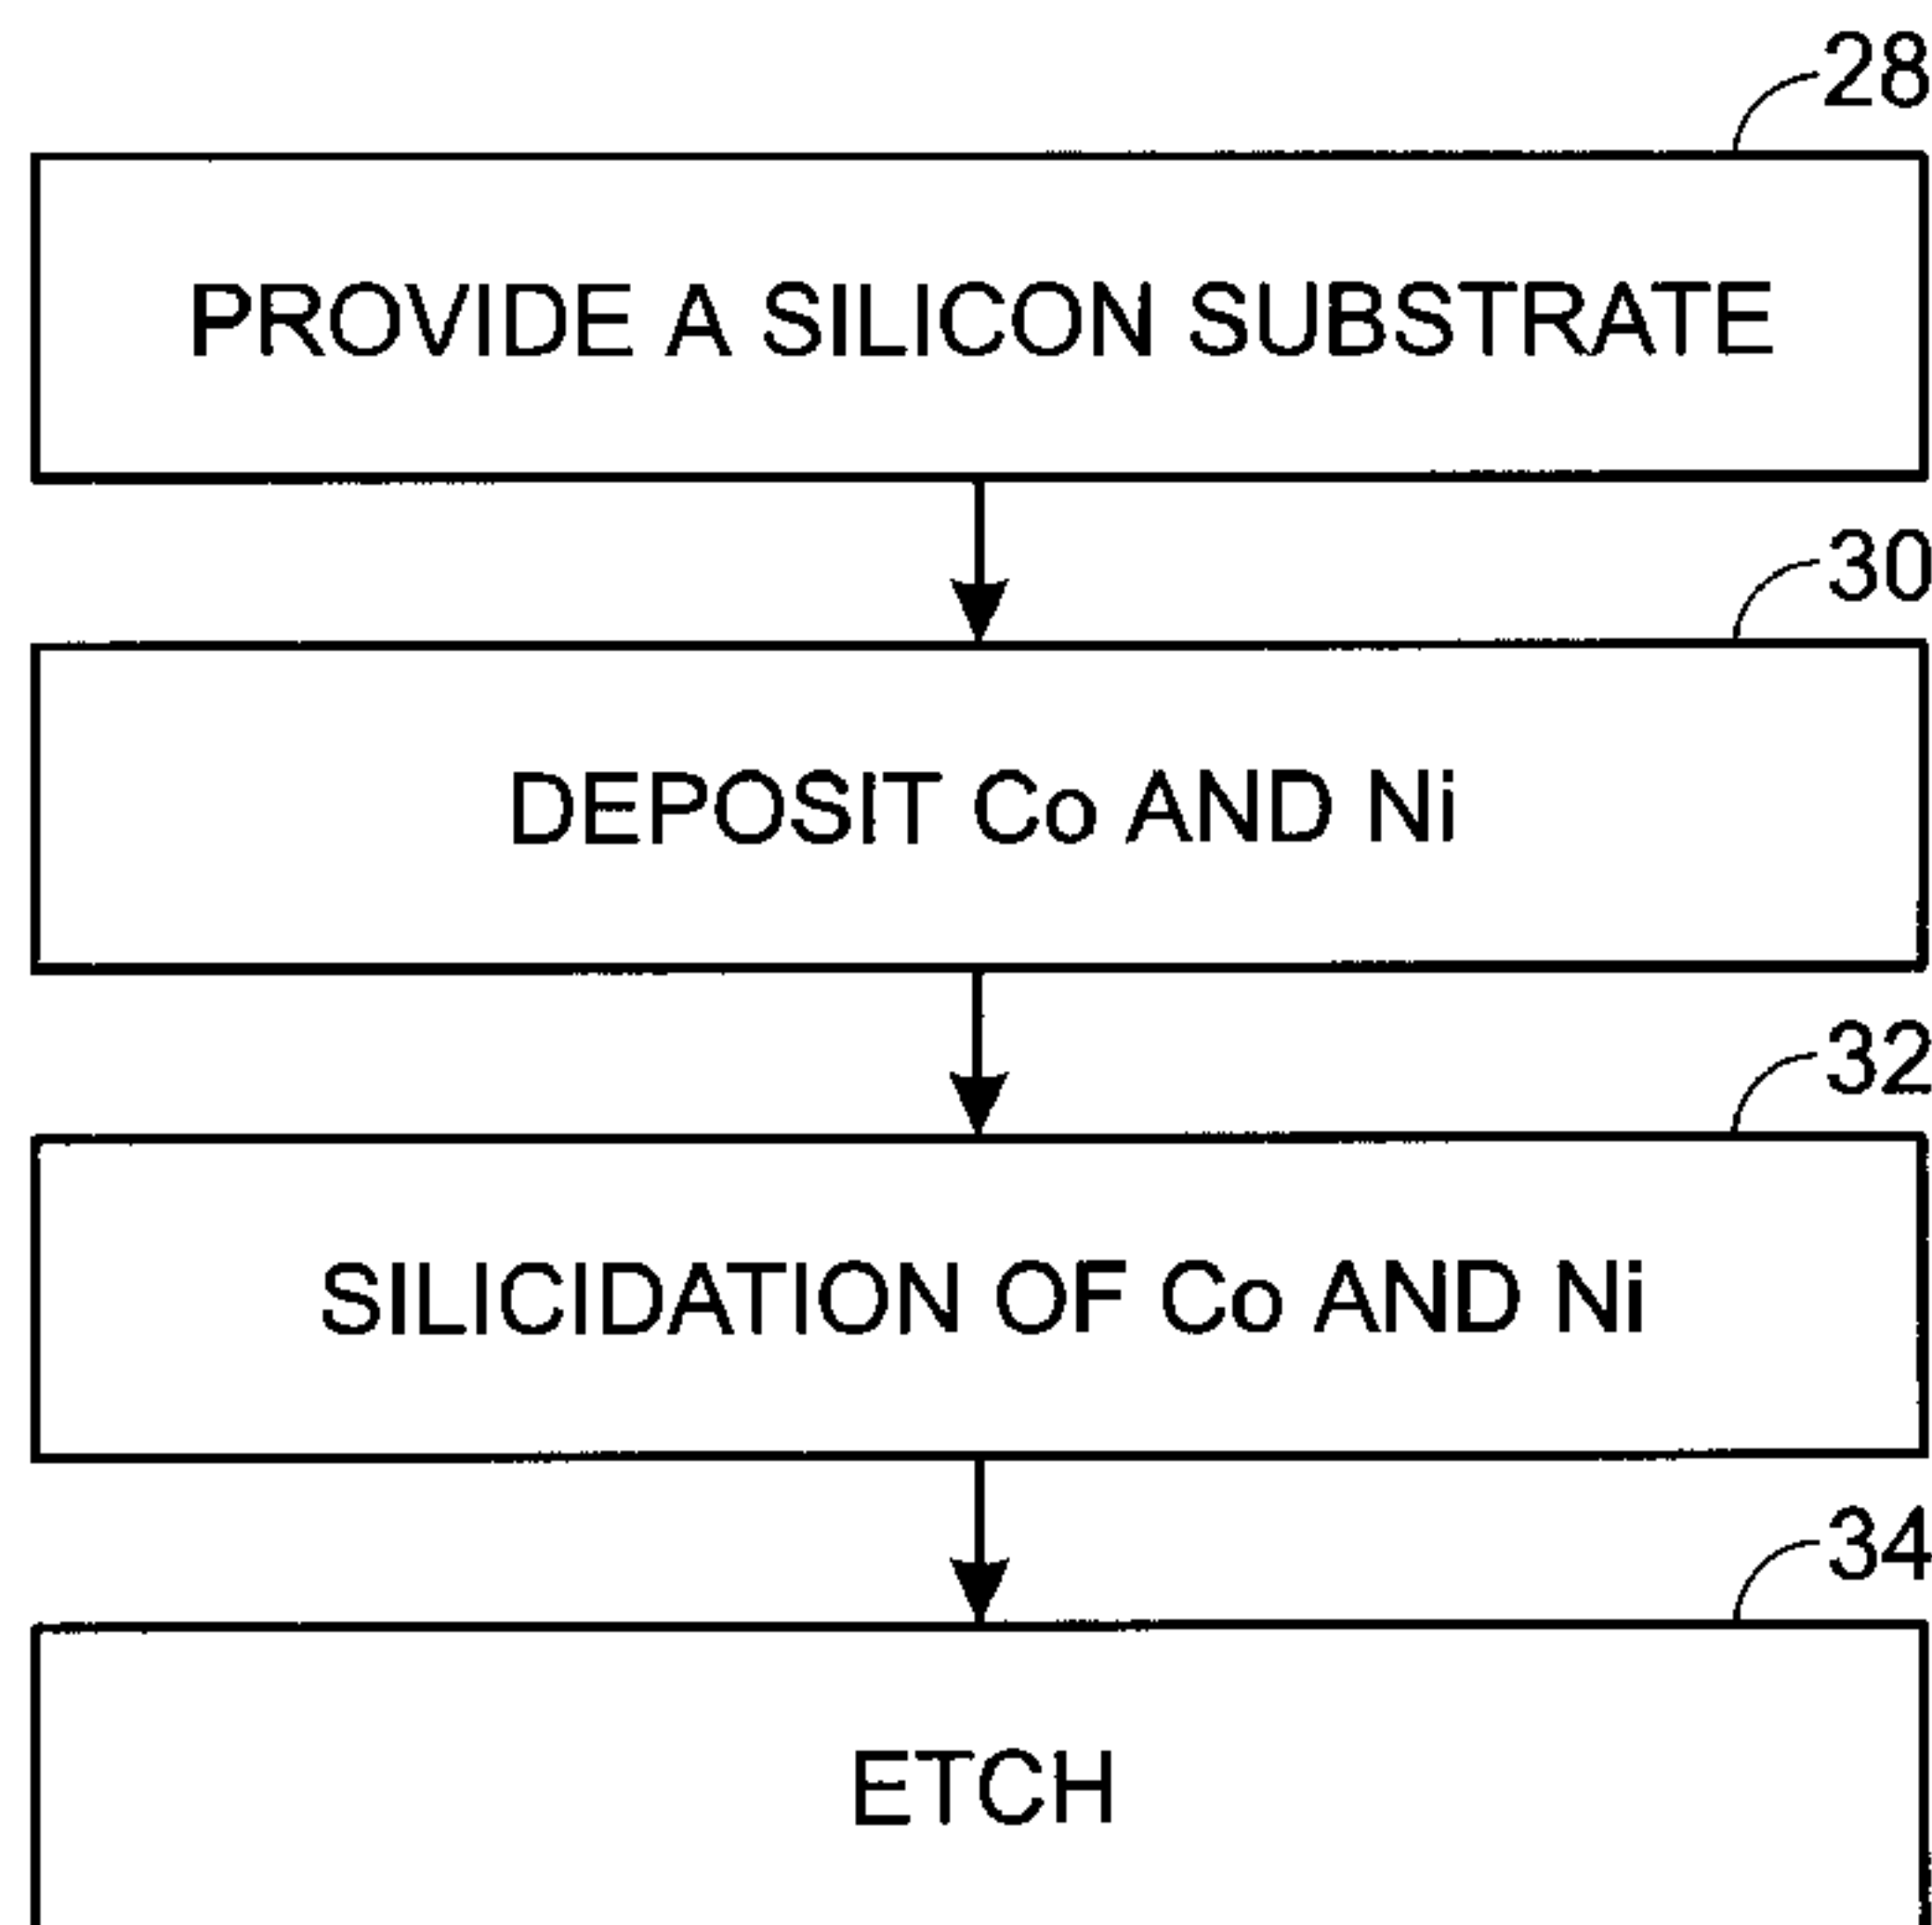 28
PROVIDE A SILICON SUBSTRATE
30
DEPOSIT Co AND Ni
32
SILICIDATION OF Co AND Ni
34
ETCH